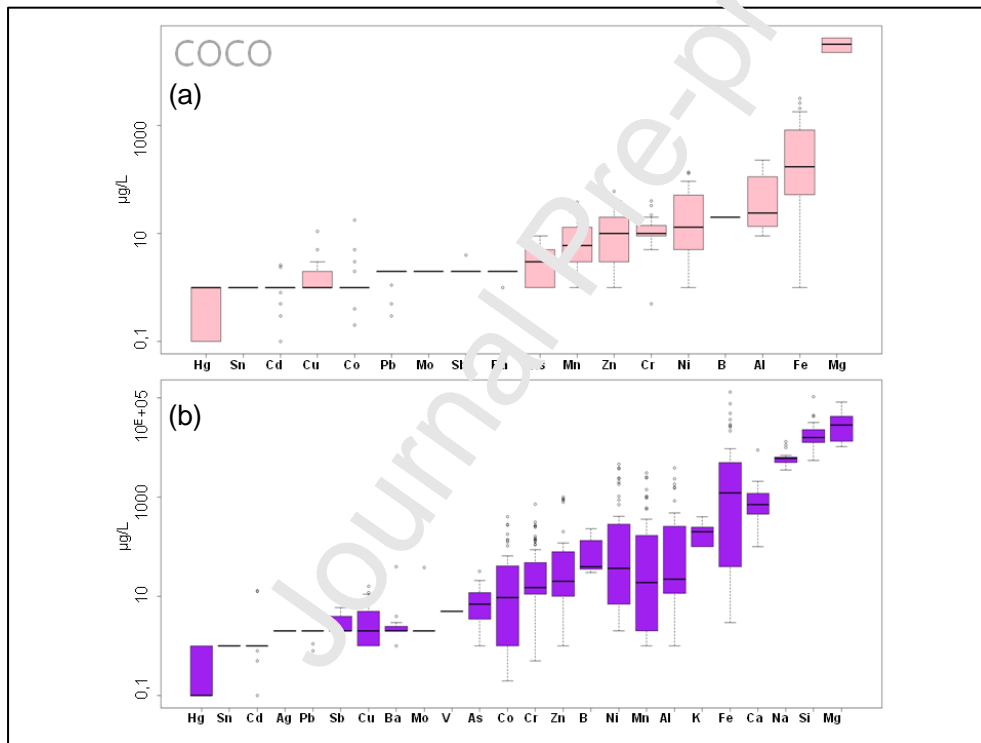 COCO
(a)
µg/L
1000
10
0,1
Hg Sn Cd Cu Co Pb Mo Mn Zn Cr Ni B Al Fe Mg
(b)
µg/L
10E+05
1000
10
0,1
Hg Sn Cd Ag Pb Sb Cu Ba Mo V As Co Cr Zn B Ni Mn Al K Fe Ca Na Si Mg
Journal Pre-p